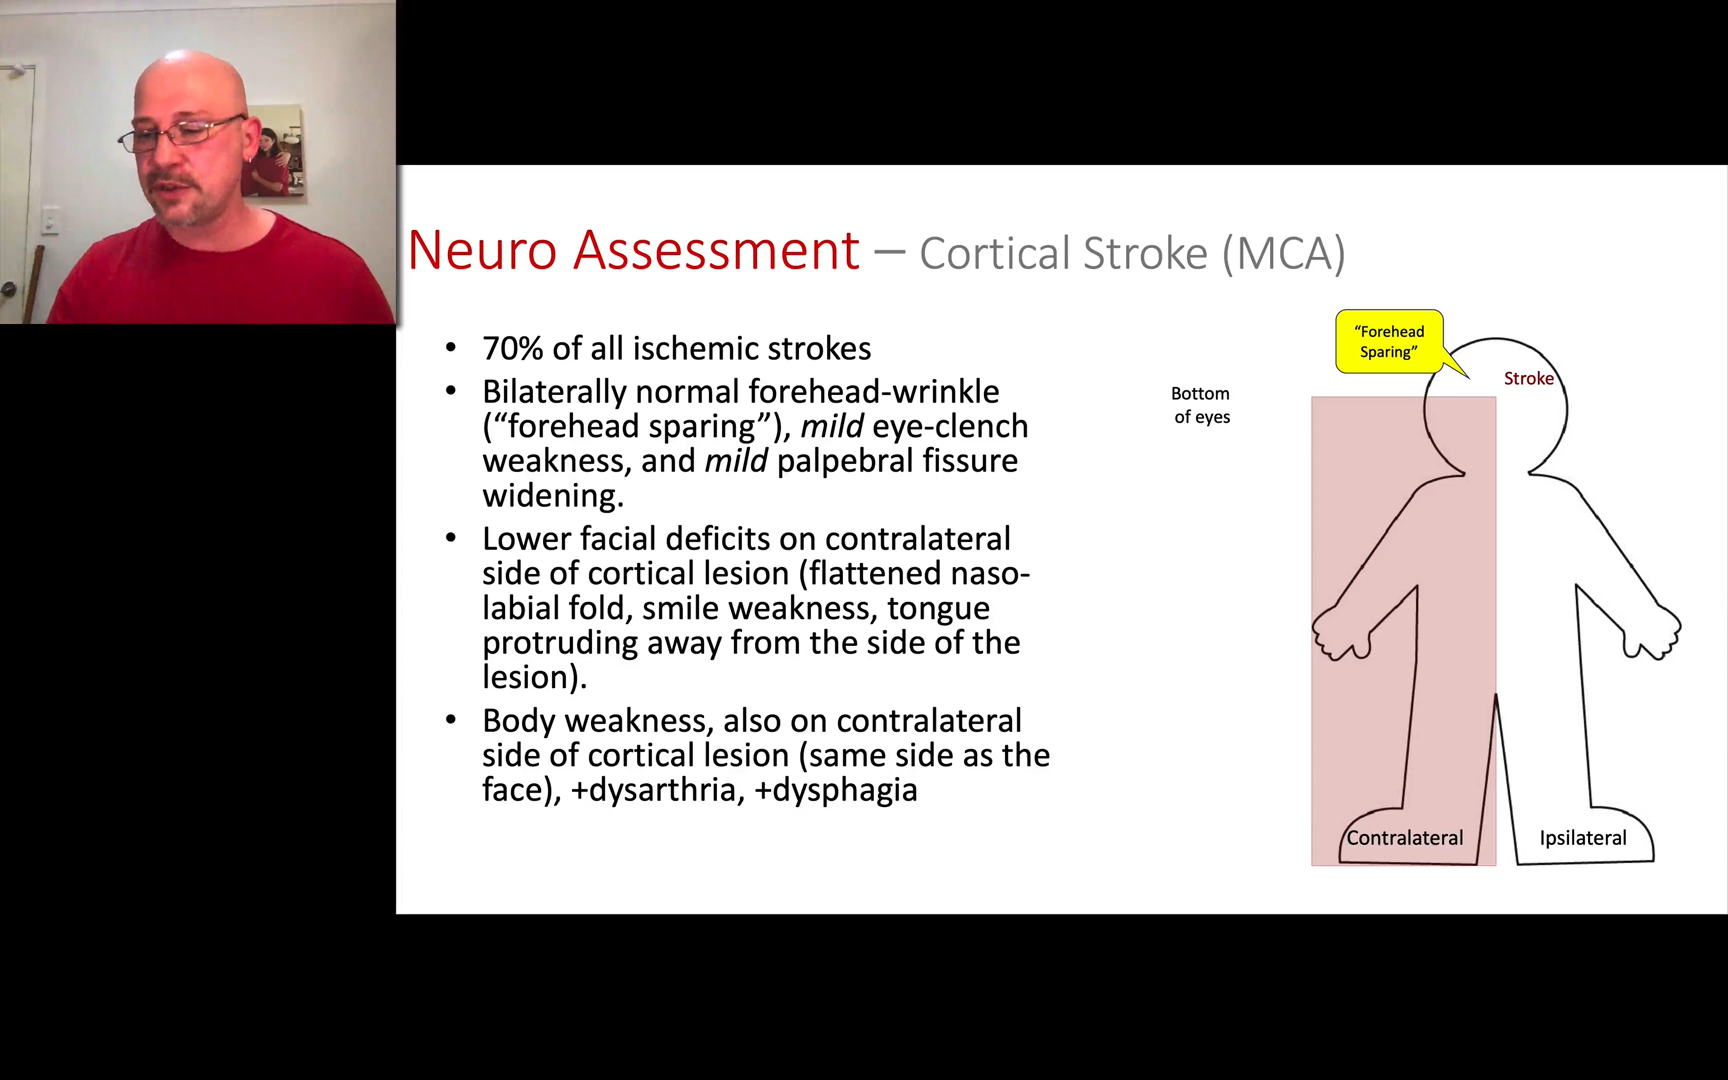 Neuro Assessment – Cortical Stroke (MCA)
• 70% of all ischemic strokes
• Bilaterally normal forehead-wrinkle
(“forehead sparing”), mild eye-clench
weakness, and mild palpebral fissure
widening.
• Lower facial deficits on contralateral
side of cortical lesion (flattened naso-
labial fold, smile weakness, tongue
protruding away from the side of the
lesion).
• Body weakness, also on contralateral
side of cortical lesion (same side as the
face), +dysarthria, +dysphagia
“Forehead
Sparing”
Stroke
Bottom
of eyes
Contralateral
Ipsilateral